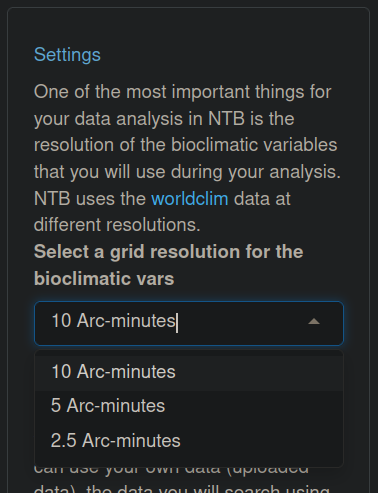 Settings
One of the most important things for
your data analysis in NTB is the
resolution of the bioclimatic variables
that you will use during your analysis.
NTB uses the worldclim data at
different resolutions.
Select a grid resolution for the
bioclimatic vars
10 Arc-minutes
10 Arc-minutes
5 Arc-minutes
2.5 Arc-minutes
can use your own data (uploaded
data), the data you will search using